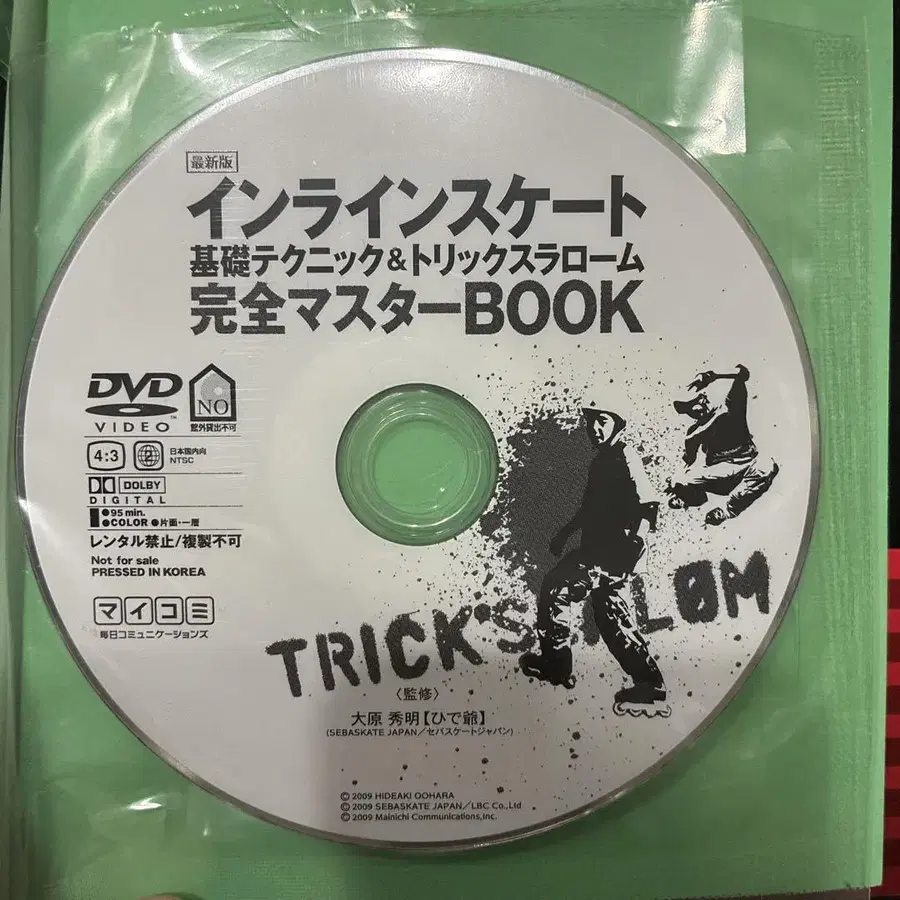 最新版
インラインスケート
基礎テクニック&トリックスラローム
完全マスターBOOK
DVD
VIDEO™
NO
館外貸出不可
4:3
2
日本国内向
NTSC
DOLBY
DIGITAL
●95 min.
●COLOR ●片面・一層
レンタル禁止/複製不可
Not for sale
PRESSED IN KOREA
マイコミ
毎日コミュニケーションズ
TRICK'S LØM
〈監修〉
大原 秀明【ひで爺】
(SEBASKATE JAPAN/セバスケートジャパン)
© 2009 HIDEAKI OOHARA
© 2009 SEBASKATE JAPAN/LBC Co.,Ltd
© 2009 Mainichi Communications,Inc.